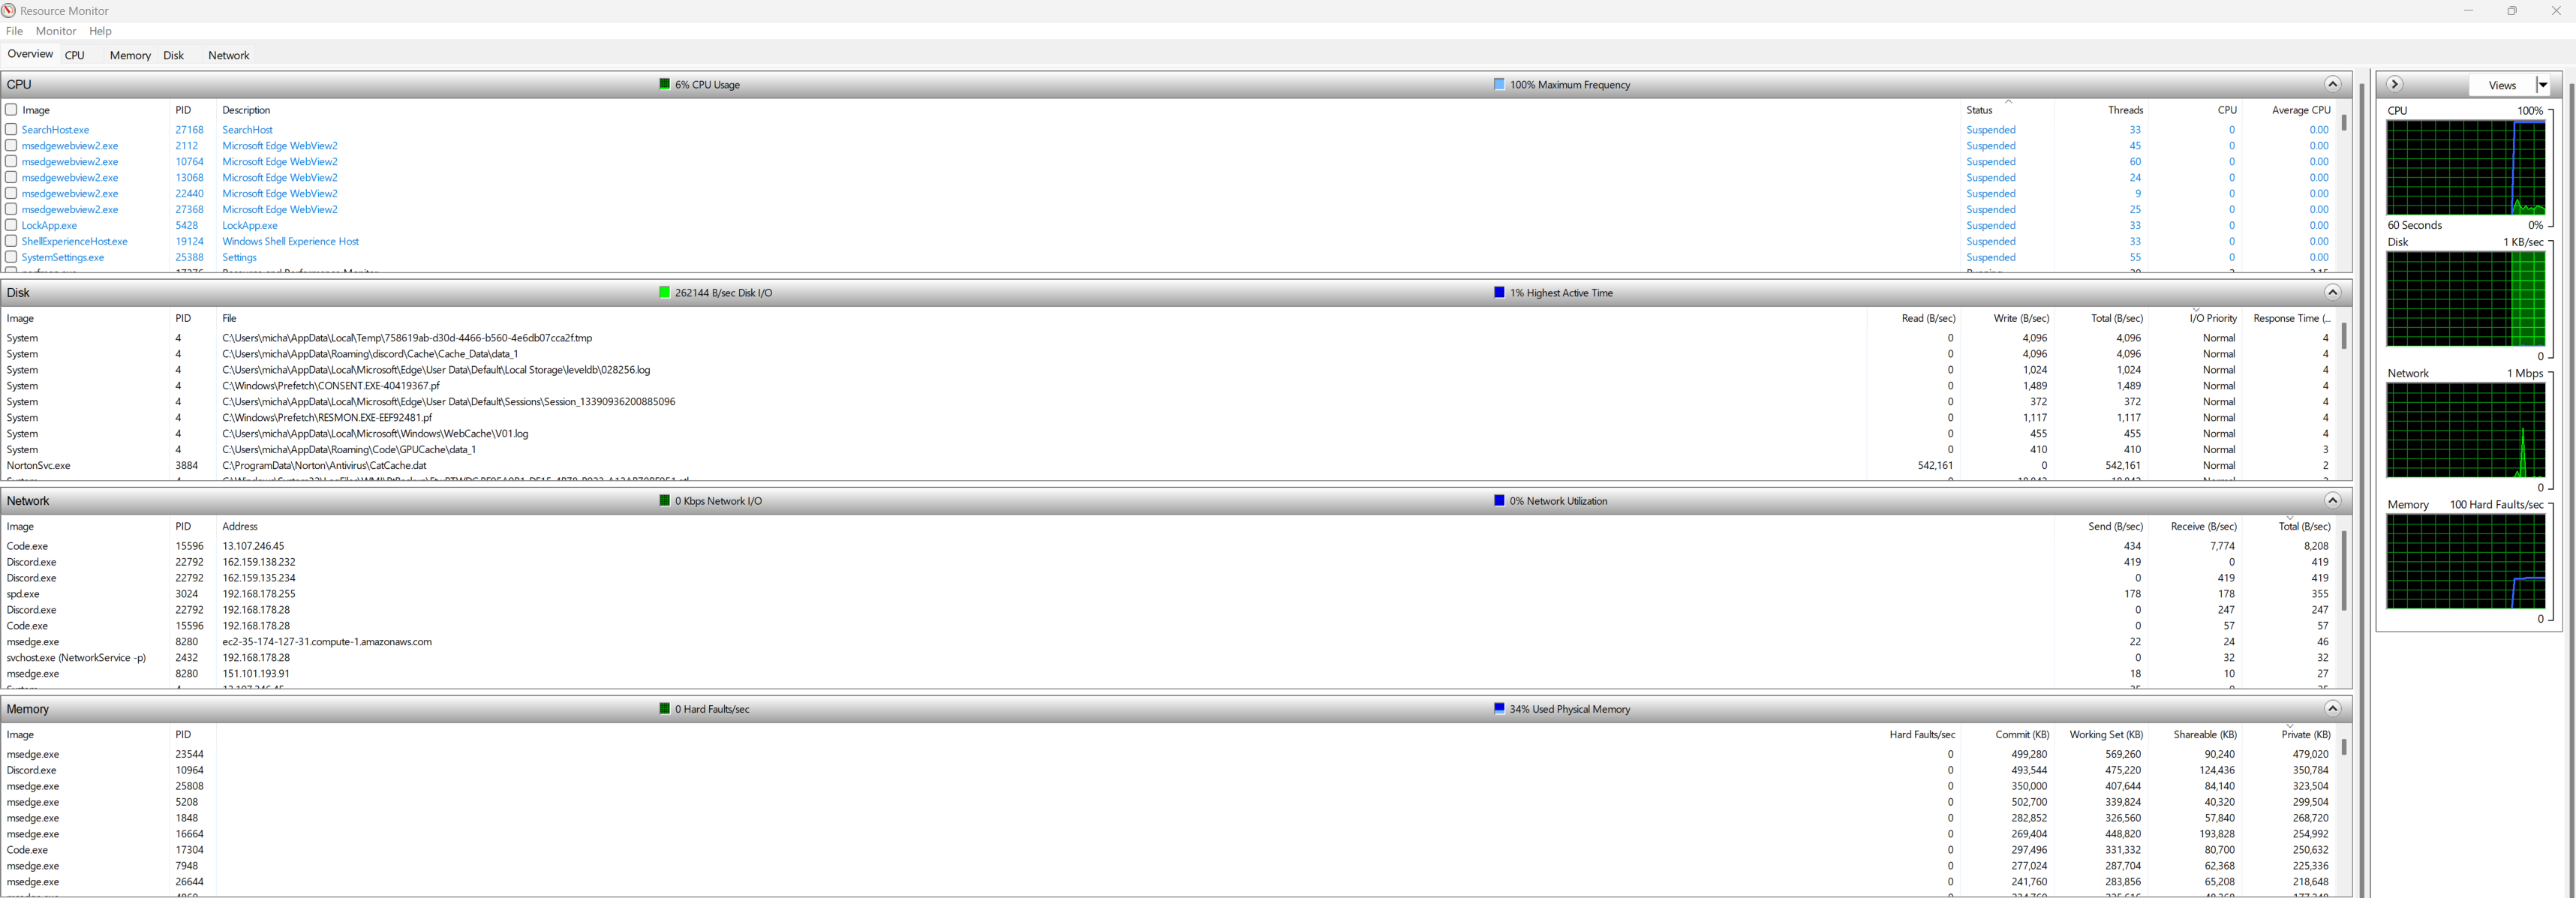 Resource Monitor
File Monitor Help
Overview CPU Memory Disk Network
CPU 6% CPU Usage 100% Maximum Frequency
Image PID Description Status Threads CPU Average CPU
SearchHost.exe 27168 SearchHost Suspended 33 0 0.00
msedgewebview2.exe 2112 Microsoft Edge WebView2 Suspended 45 0 0.00
msedgewebview2.exe 10764 Microsoft Edge WebView2 Suspended 60 0 0.00
msedgewebview2.exe 13068 Microsoft Edge WebView2 Suspended 24 0 0.00
msedgewebview2.exe 22440 Microsoft Edge WebView2 Suspended 9 0 0.00
msedgewebview2.exe 27368 Microsoft Edge WebView2 Suspended 25 0 0.00
LockApp.exe 5428 LockApp.exe Suspended 33 0 0.00
ShellExperienceHost.exe 19124 Windows Shell Experience Host Suspended 33 0 0.00
SystemSettings.exe 25388 Settings Suspended 55 0 0.00
Disk 262144 B/sec Disk I/O 1% Highest Active Time
Image PID File Read (B/sec) Write (B/sec) Total (B/sec) I/O Priority Response Time (...
System 4 C:\Users\micha\AppData\Local\Temp\758619ab-d30d-4466-b560-4e6db07cca2f.tmp 0 4,096 4,096 Normal 4
System 4 C:\Users\micha\AppData\Roaming\discord\Cache\Cache_Data\data_1 0 4,096 4,096 Normal 4
System 4 C:\Users\micha\AppData\Local\Microsoft\Edge\User Data\Default\Local Storage\leveldb\028256.log 0 1,024 1,024 Normal 4
System 4 C:\Windows\Prefetch\CONSENT.EXE-40419367.pf 0 1,489 1,489 Normal 4
System 4 C:\Users\micha\AppData\Local\Microsoft\Edge\User Data\Default\Sessions\Session_13390936200885096 0 372 372 Normal 4
System 4 C:\Windows\Prefetch\RESMON.EXE-EEF92481.pf 0 1,117 1,117 Normal 4
System 4 C:\Users\micha\AppData\Local\Microsoft\Windows\WebCache\V01.log 0 455 455 Normal 4
System 4 C:\Users\micha\AppData\Roaming\Code\GPUCache\data_1 0 410 410 Normal 3
NortonSvc.exe 3884 C:\ProgramData\Norton\Antivirus\CatCache.dat 542,161 0 542,161 Normal 2
Network 0 Kbps Network I/O 0% Network Utilization
Image PID Address Send (B/sec) Receive (B/sec) Total (B/sec)
Code.exe 15596 13.107.246.45 434 7,774 8,208
Discord.exe 22792 162.159.138.232 419 0 419
Discord.exe 22792 162.159.135.234 0 419 419
spd.exe 3024 192.168.178.255 178 178 355
Discord.exe 22792 192.168.178.28 0 247 247
Code.exe 15596 192.168.178.28 0 57 57
msedge.exe 8280 ec2-35-174-127-31.compute-1.amazonaws.com 22 24 46
svchost.exe (NetworkService -p) 2432 192.168.178.28 0 32 32
msedge.exe 8280 151.101.193.91 18 10 27
Memory 0 Hard Faults/sec 34% Used Physical Memory
Image PID Hard Faults/sec Commit (KB) Working Set (KB) Shareable (KB) Private (KB)
msedge.exe 23544 0 499,280 569,260 90,240 479,020
Discord.exe 10964 0 493,544 475,220 124,436 350,784
msedge.exe 25808 0 350,000 407,644 84,140 323,504
msedge.exe 5208 0 502,700 339,824 40,320 299,504
msedge.exe 1848 0 282,852 326,560 57,840 268,720
msedge.exe 16664 0 269,404 448,820 193,828 254,992
Code.exe 17304 0 297,496 331,332 80,700 250,632
msedge.exe 7948 0 277,024 287,704 62,368 225,336
msedge.exe 26644 0 241,760 283,856 65,208 218,648
Views
CPU 100%
60 Seconds 0%
Disk 1 KB/sec
0
Network 1 Mbps
0
Memory 100 Hard Faults/sec
0